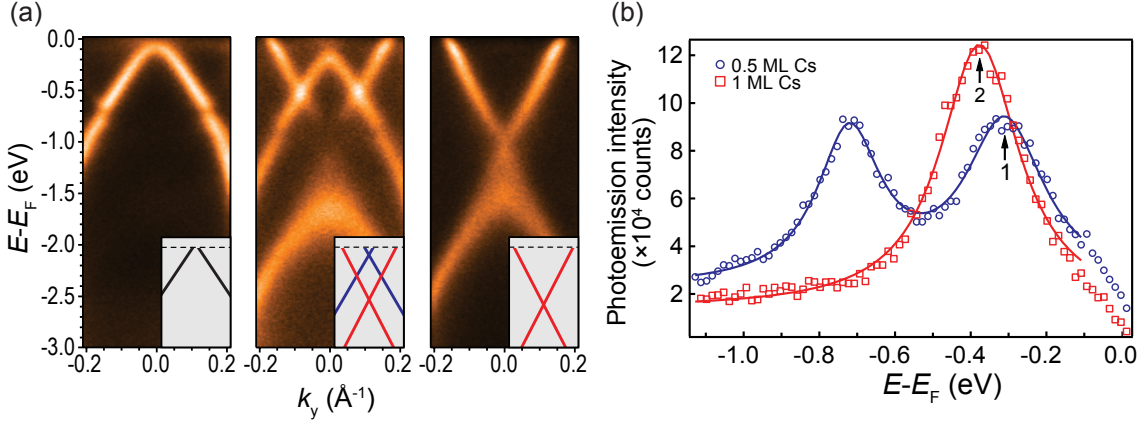 (a)
0.0
-0.5
-1.0
-1.5
-2.0
-2.5
-3.0
E-E_F (eV)
-0.2 0.0 0.2 -0.2 0.0 0.2 -0.2 0.0 0.2
k_y (Å⁻¹)
(b)
Photoemission intensity
(×10⁴ counts)
12
10
8
6
4
2
0.5 ML Cs
1 ML Cs
2
1
-1.0 -0.8 -0.6 -0.4 -0.2 0.0
E-E_F (eV)